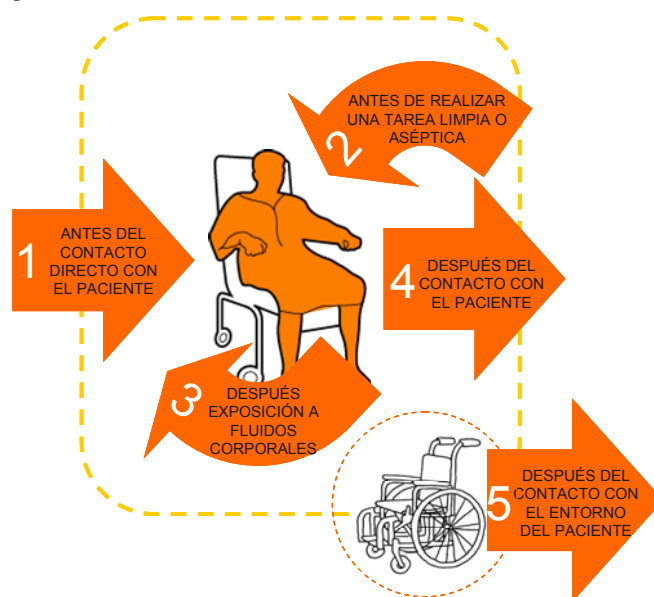 1
ANTES DEL
CONTACTO
DIRECTO CON
EL PACIENTE
2
ANTES DE REALIZAR
UNA TAREA LIMPIA O
ASÉPTICA
3
DESPUÉS
EXPOSICIÓN A
FLUIDOS
CORPORALES
4
DESPUÉS DEL
CONTACTO CON
EL PACIENTE
5
DESPUÉS DEL
CONTACTO CON
EL ENTORNO
DEL PACIENTE